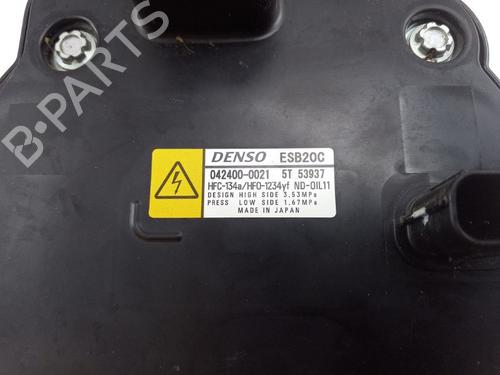 B-PARTS
DENSO ESB20C
042400-0021 5T 53937
HFC-134a/HFO-1234yf ND-OIL11
DESIGN HIGH SIDE 3.53MPa
PRESS LOW SIDE 1.67MPa
MADE IN JAPAN